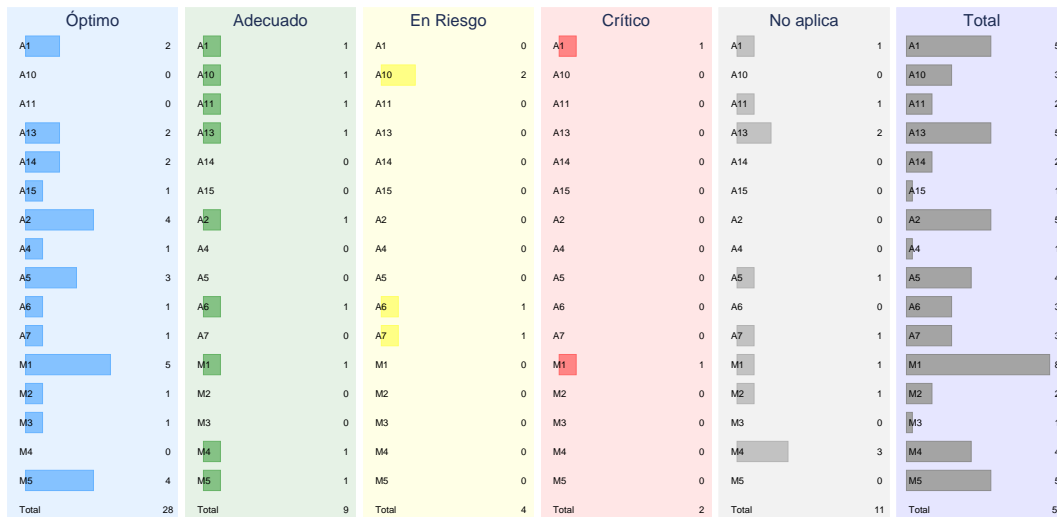 Óptimo Adecuado En Riesgo Crítico No aplica Total
A1 2 A1 1 A1 0 A1 1 A1 1 A1 5
A10 0 A10 1 A10 2 A10 0 A10 0 A10 3
A11 0 A11 1 A11 0 A11 0 A11 1 A11 2
A13 2 A13 1 A13 0 A13 0 A13 2 A13 5
A14 2 A14 0 A14 0 A14 0 A14 0 A14 2
A15 1 A15 0 A15 0 A15 0 A15 0 A15 1
A2 4 A2 1 A2 0 A2 0 A2 0 A2 5
A4 1 A4 0 A4 0 A4 0 A4 0 A4 1
A5 3 A5 0 A5 0 A5 0 A5 1 A5 4
A6 1 A6 1 A6 1 A6 0 A6 0 A6 3
A7 1 A7 0 A7 1 A7 0 A7 1 A7 3
M1 5 M1 1 M1 0 M1 1 M1 1 M1 8
M2 1 M2 0 M2 0 M2 0 M2 1 M2 2
M3 1 M3 0 M3 0 M3 0 M3 0 M3 1
M4 0 M4 1 M4 0 M4 0 M4 3 M4 4
M5 4 M5 1 M5 0 M5 0 M5 0 M5 5
Total 28 Total 9 Total 4 Total 2 Total 11 Total